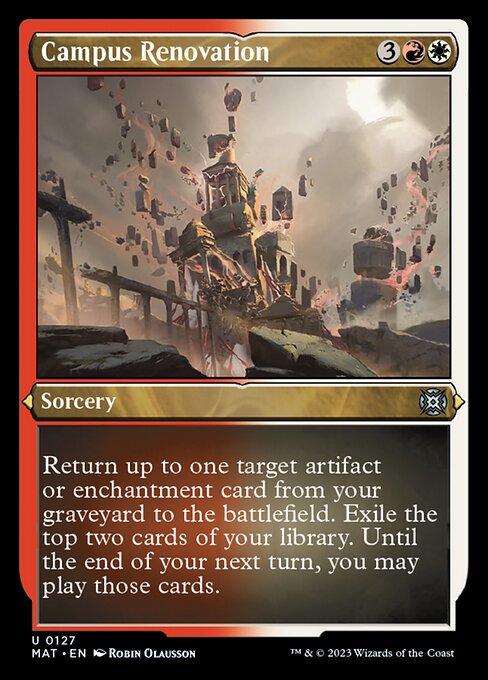 Campus Renovation 3
Sorcery
Return up to one target artifact
or enchantment card from your
graveyard to the battlefield. Exile the
top two cards of your library. Until
the end of your next turn, you may
play those cards.
U 0127
MAT • EN Robin Olausson
™ & © 2023 Wizards of the Coast